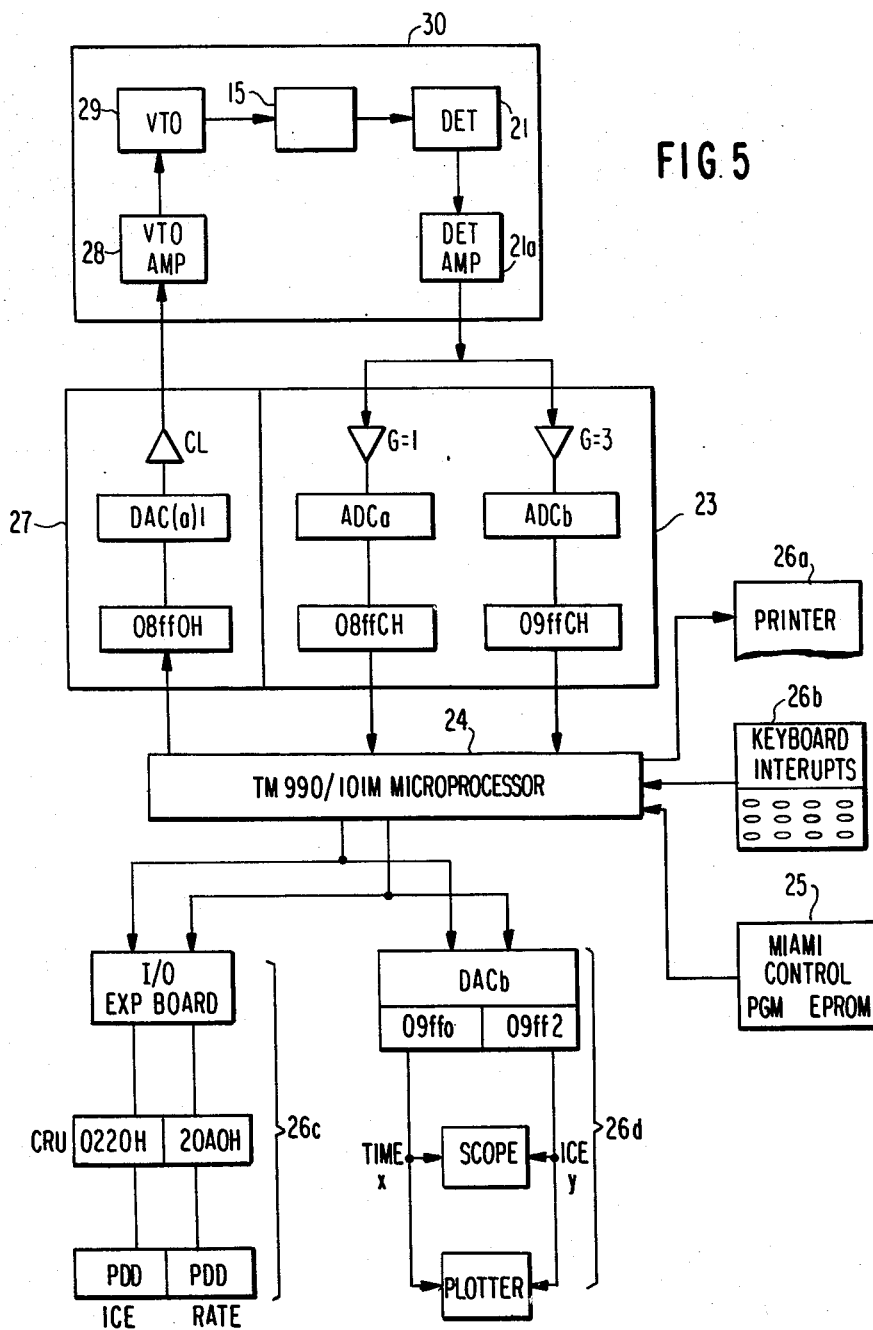 30
29
VTO
15
DET
21
FIG. 5
28
VTO
AMP
DET
AMP
21a
CL
G=1
G=3
27
DAC(a)1
ADCa
ADCb
23
08ff0H
08ffCH
09ffCH
26a
PRINTER
24
TM 990/101M MICROPROCESSOR
26b
KEYBOARD
INTERUPTS
25
MIAMI
CONTROL
PGM EPROM
I/O
EXP BOARD
DACb
09ff0 09ff2
CRU 0220H 20A0H
26c
TIME
x
SCOPE
ICE
y
26d
PDD PDD
ICE RATE
PLOTTER